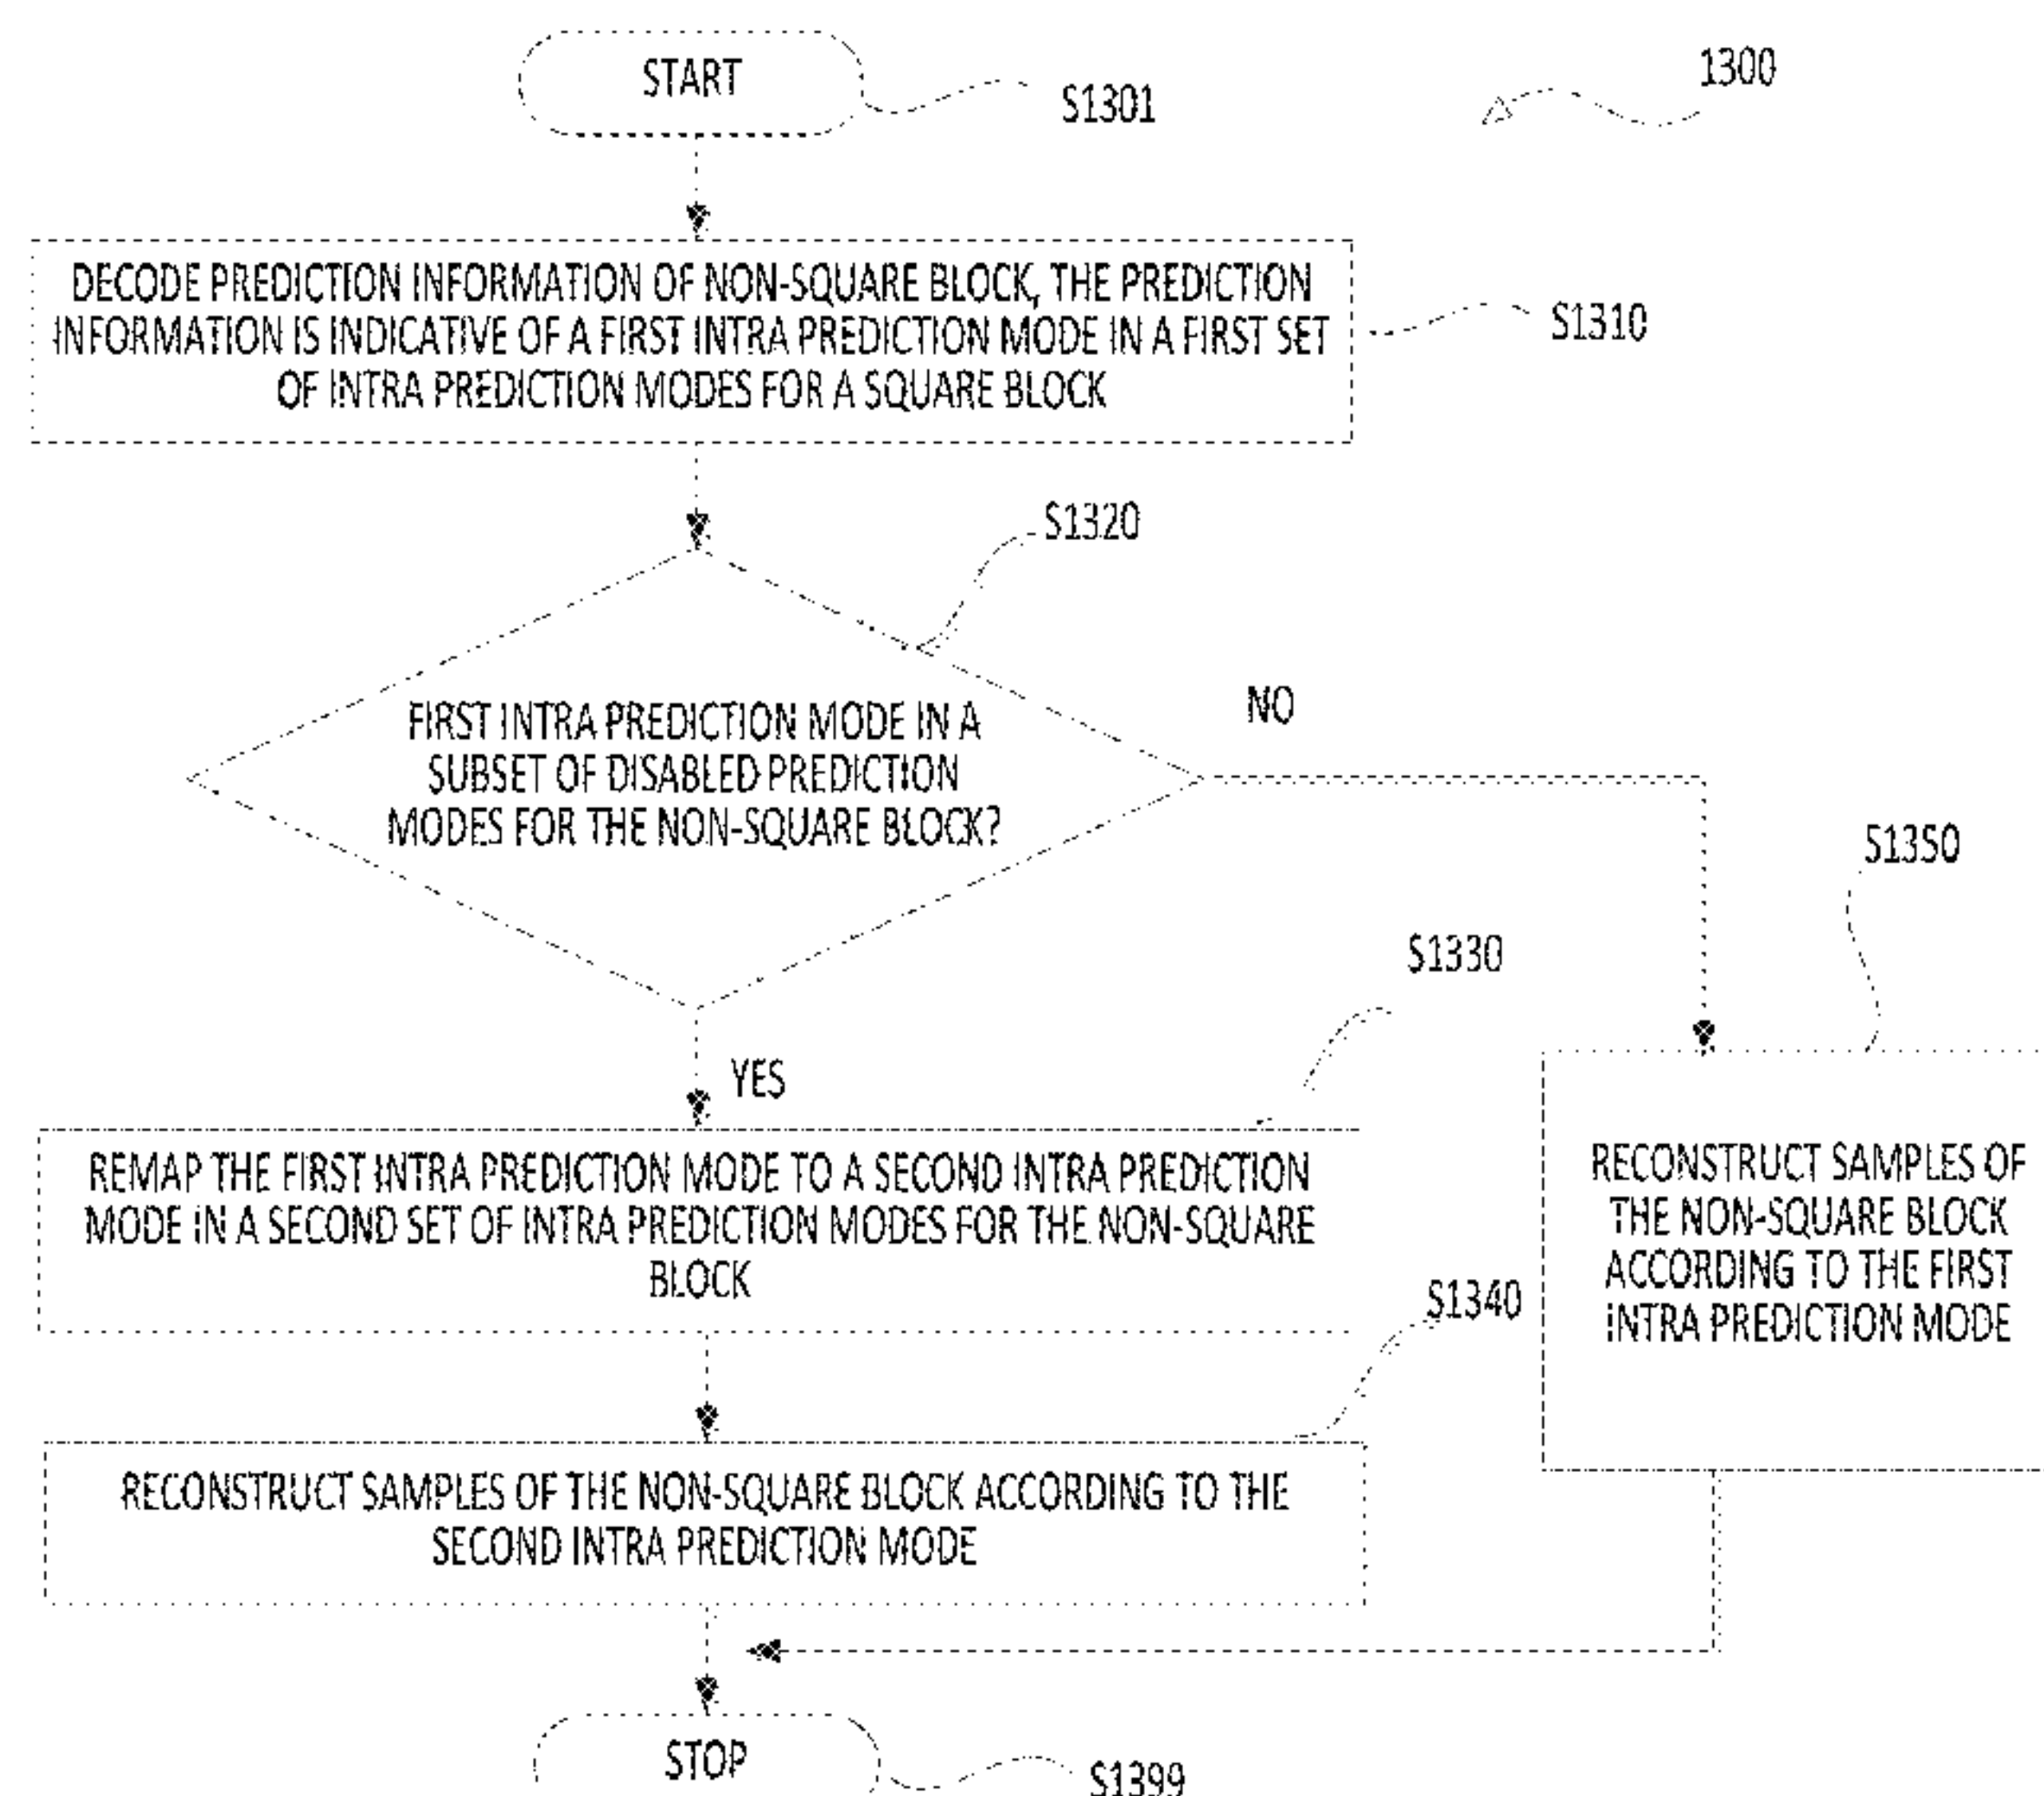 START
S1301
1300
DECODE PREDICTION INFORMATION OF NON-SQUARE BLOCK, THE PREDICTION
INFORMATION IS INDICATIVE OF A FIRST INTRA PREDICTION MODE IN A FIRST SET
OF INTRA PREDICTION MODES FOR A SQUARE BLOCK
S1310
S1320
FIRST INTRA PREDICTION MODE IN A
SUBSET OF DISABLED PREDICTION
MODES FOR THE NON-SQUARE BLOCK?
NO
YES
S1330
REMAP THE FIRST INTRA PREDICTION MODE TO A SECOND INTRA PREDICTION
MODE IN A SECOND SET OF INTRA PREDICTION MODES FOR THE NON-SQUARE
BLOCK
S1340
RECONSTRUCT SAMPLES OF THE NON-SQUARE BLOCK ACCORDING TO THE
SECOND INTRA PREDICTION MODE
S1350
RECONSTRUCT SAMPLES OF
THE NON-SQUARE BLOCK
ACCORDING TO THE FIRST
INTRA PREDICTION MODE
STOP
S1399